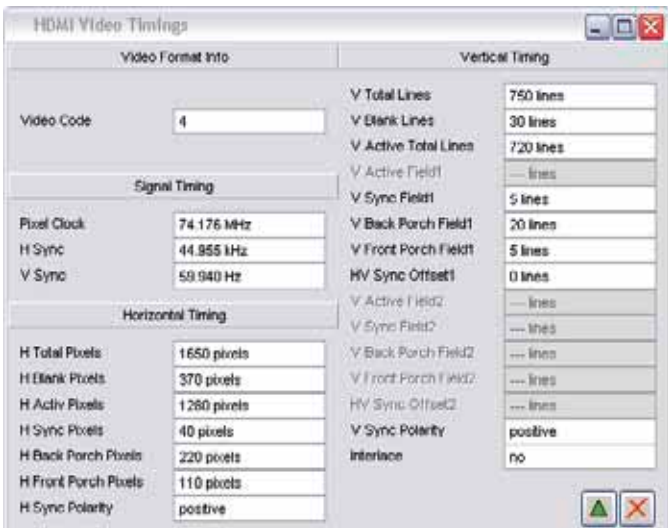 HDMI Video Timings
Video Format Info
Video Code 4
Signal Timing
Pixel Clock 74.176 MHz
H Sync 44.955 kHz
V Sync 59.940 Hz
Horizontal Timing
H Total Pixels 1650 pixels
H Blank Pixels 370 pixels
H Activ Pixels 1280 pixels
H Sync Pixels 40 pixels
H Back Porch Pixels 220 pixels
H Front Porch Pixels 110 pixels
H Sync Polarity positive
Vertical Timing
V Total Lines 750 lines
V Blank Lines 30 lines
V Active Total Lines 720 lines
V Active Field1 --- lines
V Sync Field1 5 lines
V Back Porch Field1 20 lines
V Front Porch Field1 5 lines
HV Sync Offset1 0 lines
V Active Field2 --- lines
V Sync Field2 --- lines
V Back Porch Field2 --- lines
V Front Porch Field2 --- lines
HV Sync Offset2 --- lines
V Sync Polarity positive
Interlace no